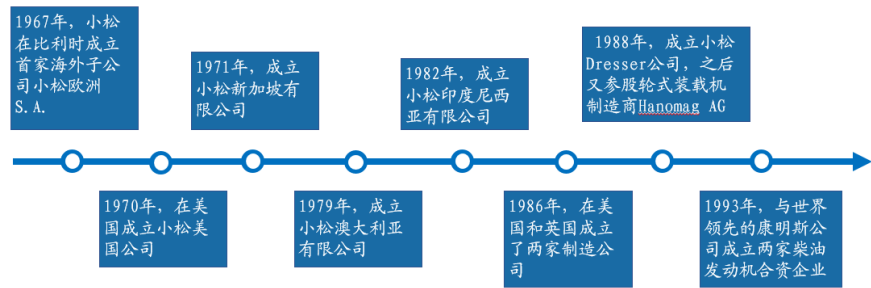 1967年，小松
在比利时成立
首家海外子公
司小松欧洲
S.A.
1970年，在美
国成立小松美
国公司
1971年，成立
小松新加坡有
限公司
1979年，成立
小松澳大利亚
有限公司
1982年，成立
小松印度尼西
亚有限公司
1986年，在美
国和英国成立
了两家制造公
司
1988年，成立小松
Dresser公司，之后
又参股轮式装载机
制造商Hanomag AG
1993年，与世界
领先的康明斯公
司成立两家柴油
发动机合资企业